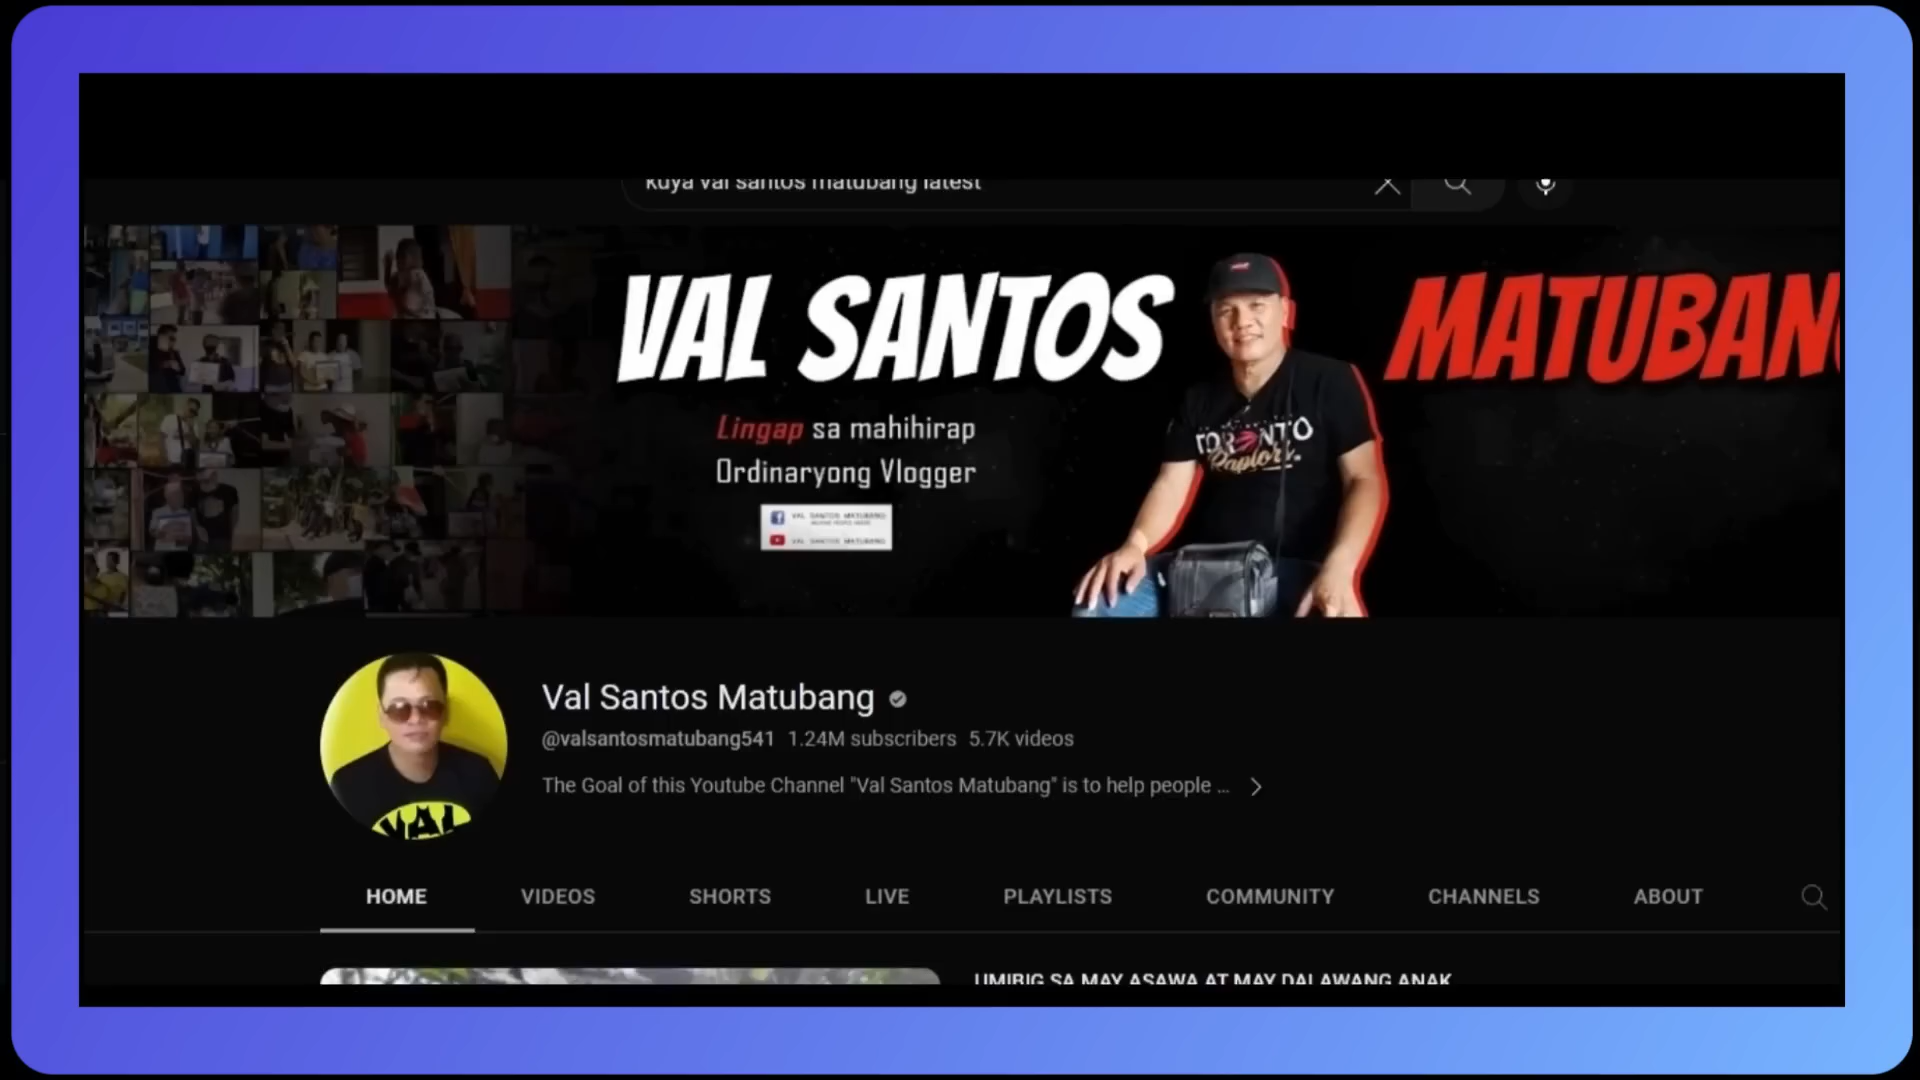 kuya val santos matubang latest
VAL SANTOS
MATUBANG
Lingap sa mahihirap
Ordinaryong Vlogger
VAL SANTOS MATUBANG
VAL SANTOS MATUBANG
TORONTO
Raptors
Val Santos Matubang
@valsantosmatubang541 1.24M subscribers 5.7K videos
The Goal of this Youtube Channel "Val Santos Matubang" is to help people ...
VAL
HOME VIDEOS SHORTS LIVE PLAYLISTS COMMUNITY CHANNELS ABOUT
UMIBIG SA MAY ASAWA AT MAY DALAWANG ANAK